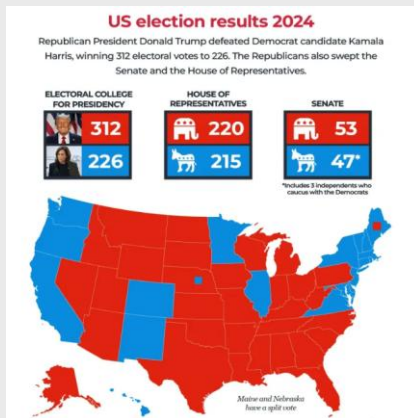 US election results 2024
Republican President Donald Trump defeated Democrat candidate Kamala
Harris, winning 312 electoral votes to 226. The Republicans also swept the
Senate and the House of Representatives.
ELECTORAL COLLEGE
FOR PRESIDENCY
312
226
HOUSE OF
REPRESENTATIVES
220
215
SENATE
53
47*
*Includes 3 independents who
caucus with the Democrats
Maine and Nebraska
have a split vote